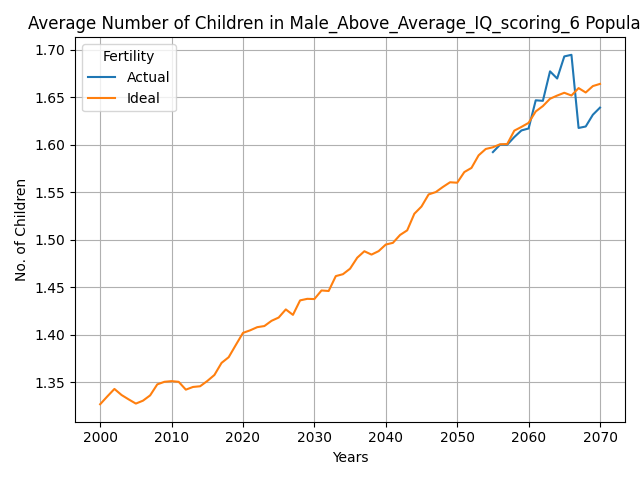 Average Number of Children in Male_Above_Average_IQ_scoring_6 Popula
Fertility
Actual
Ideal
1.70
1.65
1.60
1.55
1.50
1.45
1.40
1.35
No. of Children
2000 2010 2020 2030 2040 2050 2060 2070
Years